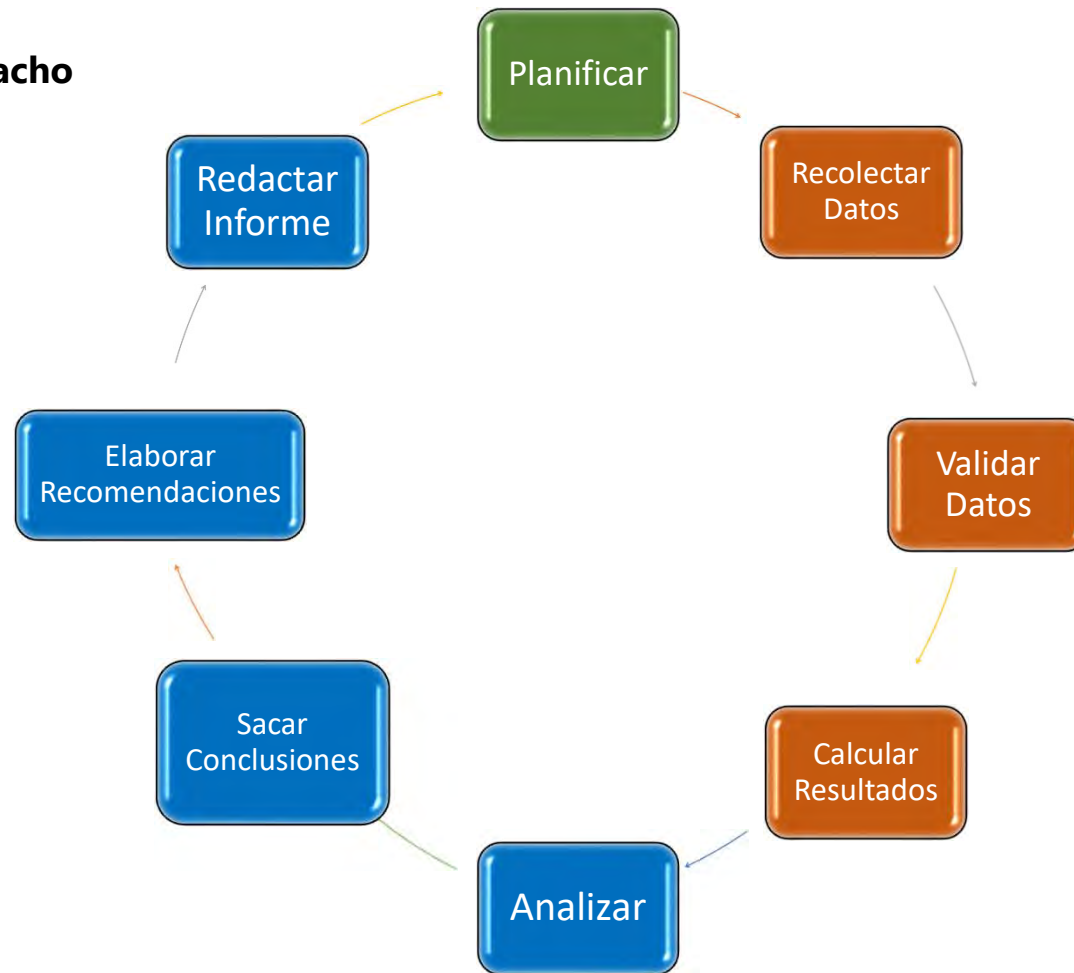 acho
Planificar
Recolectar
Datos
Validar
Datos
Calcular
Resultados
Analizar
Sacar
Conclusiones
Elaborar
Recomendaciones
Redactar
Informe